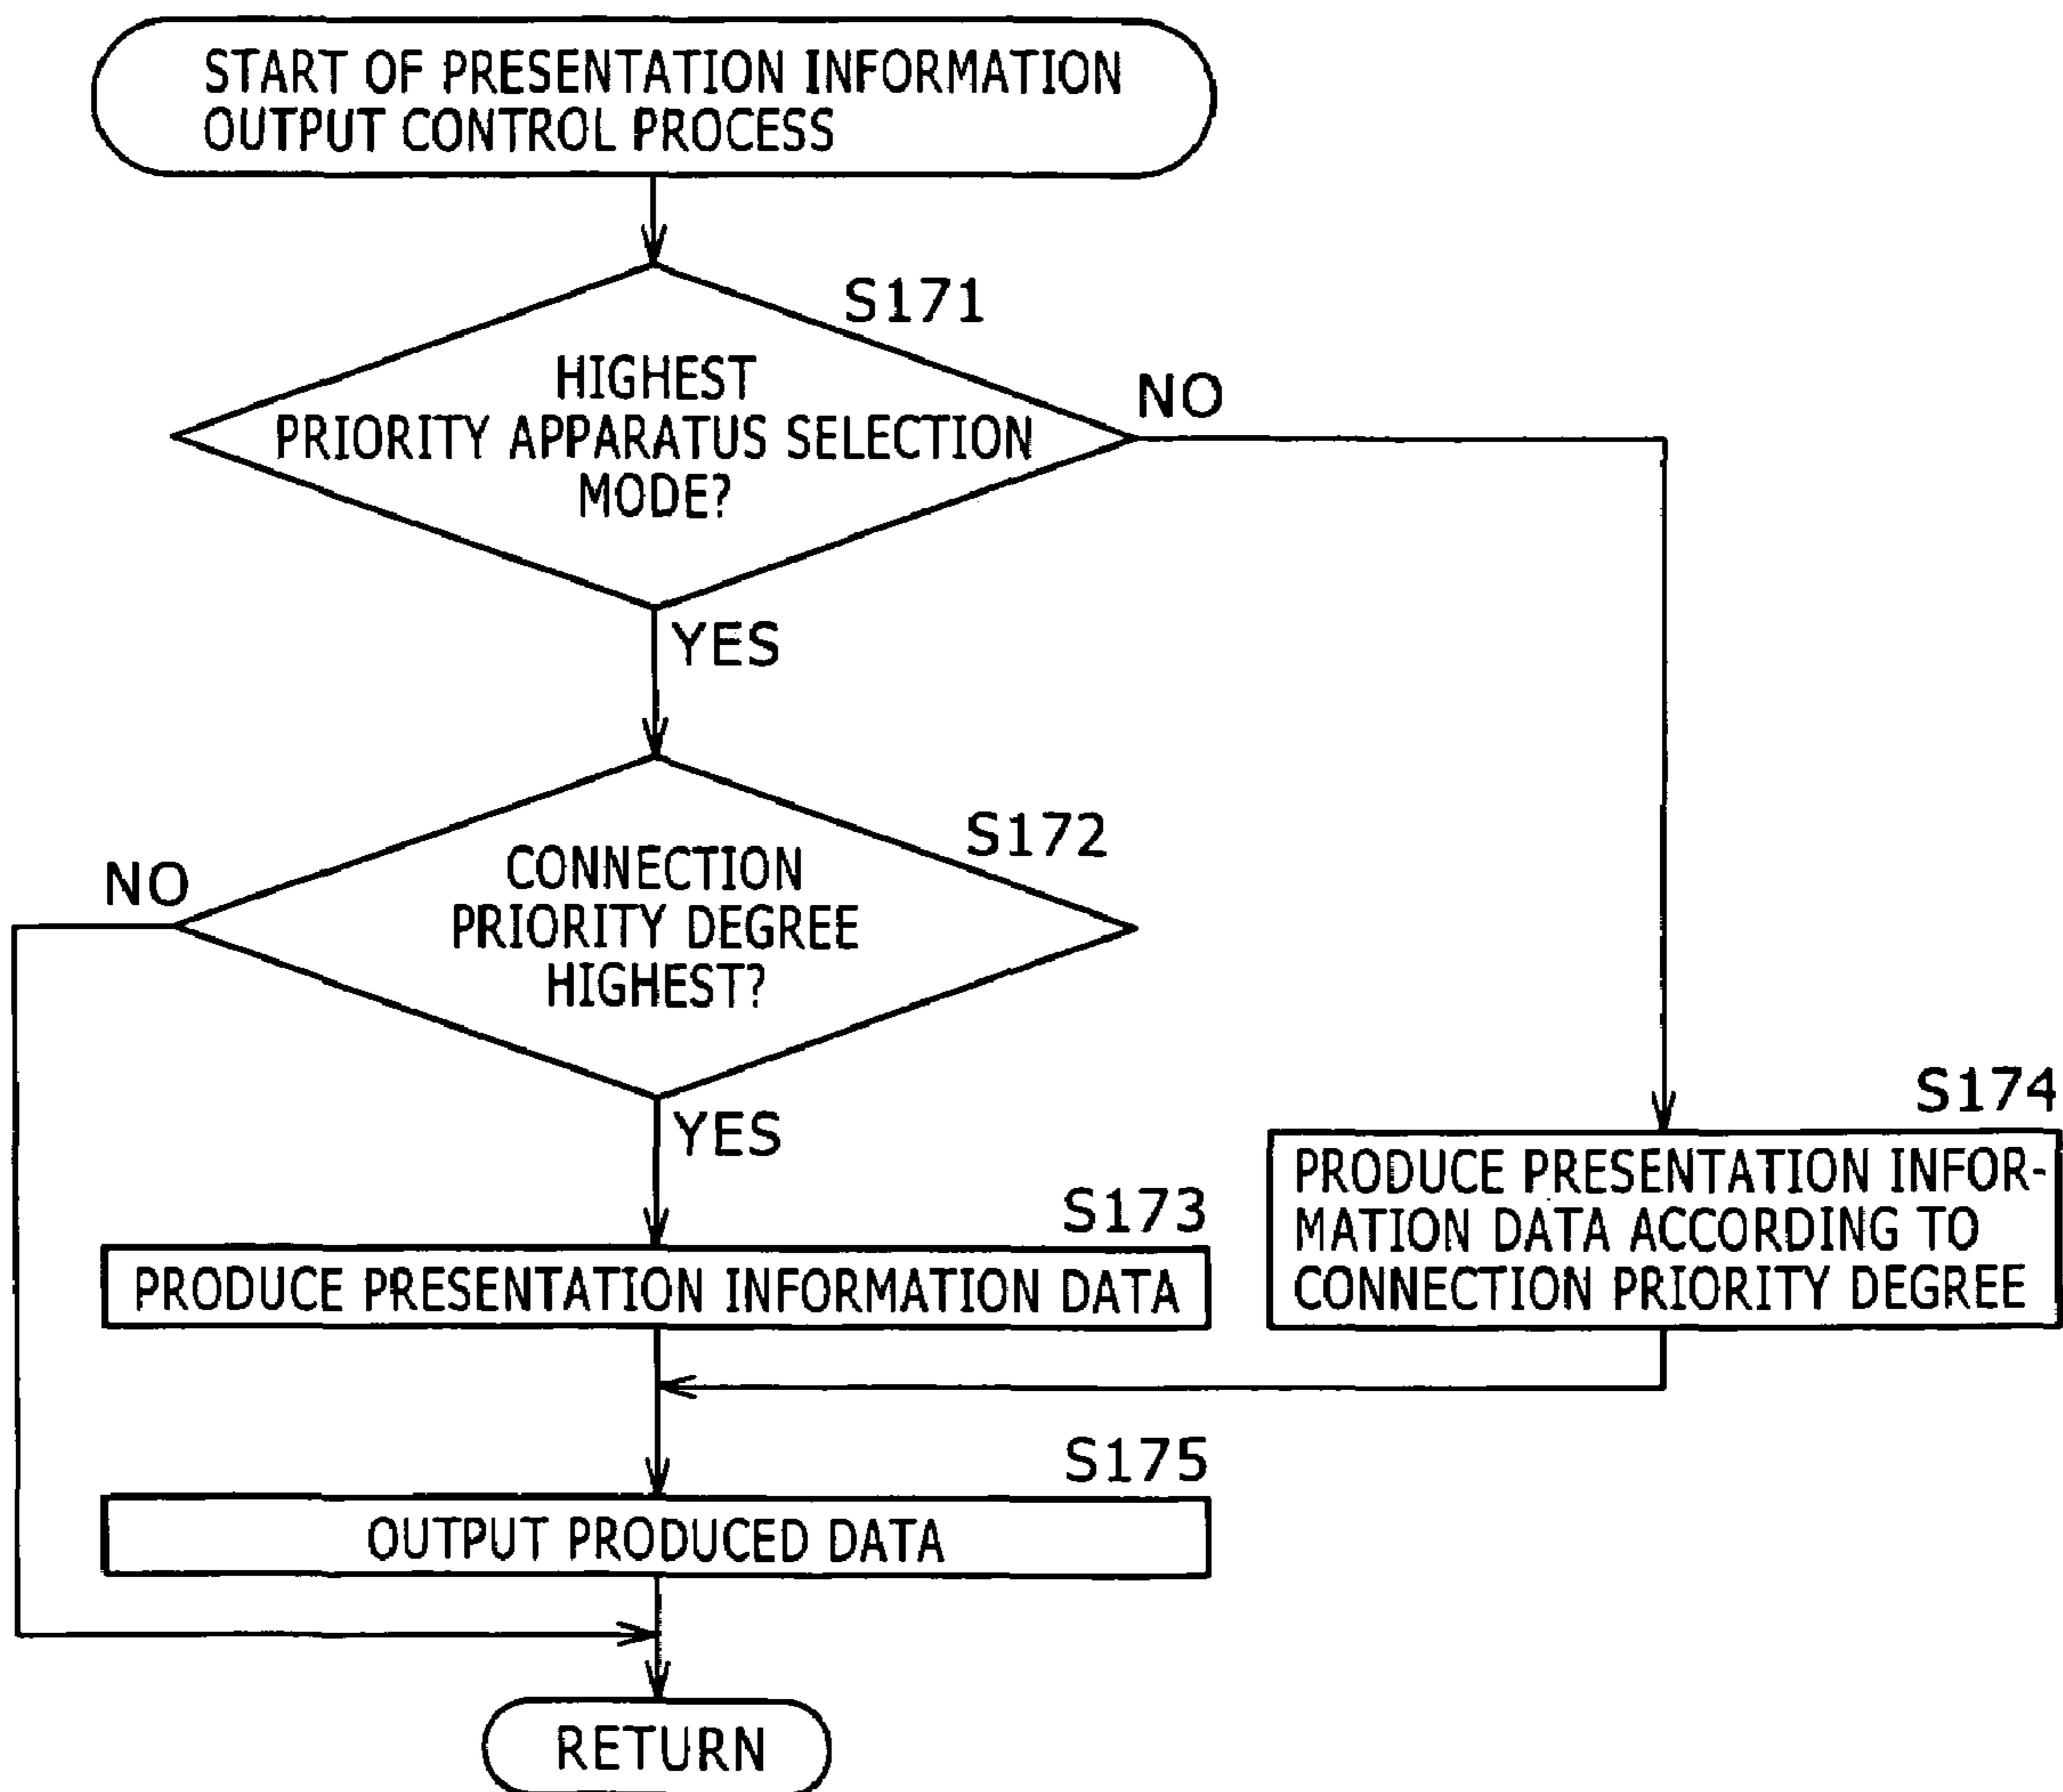 START OF PRESENTATION INFORMATION
OUTPUT CONTROL PROCESS
S171
HIGHEST
PRIORITY APPARATUS SELECTION
MODE?
NO
YES
S172
CONNECTION
PRIORITY DEGREE
HIGHEST?
NO
YES
S173
PRODUCE PRESENTATION INFORMATION DATA
S174
PRODUCE PRESENTATION INFOR-
MATION DATA ACCORDING TO
CONNECTION PRIORITY DEGREE
S175
OUTPUT PRODUCED DATA
RETURN